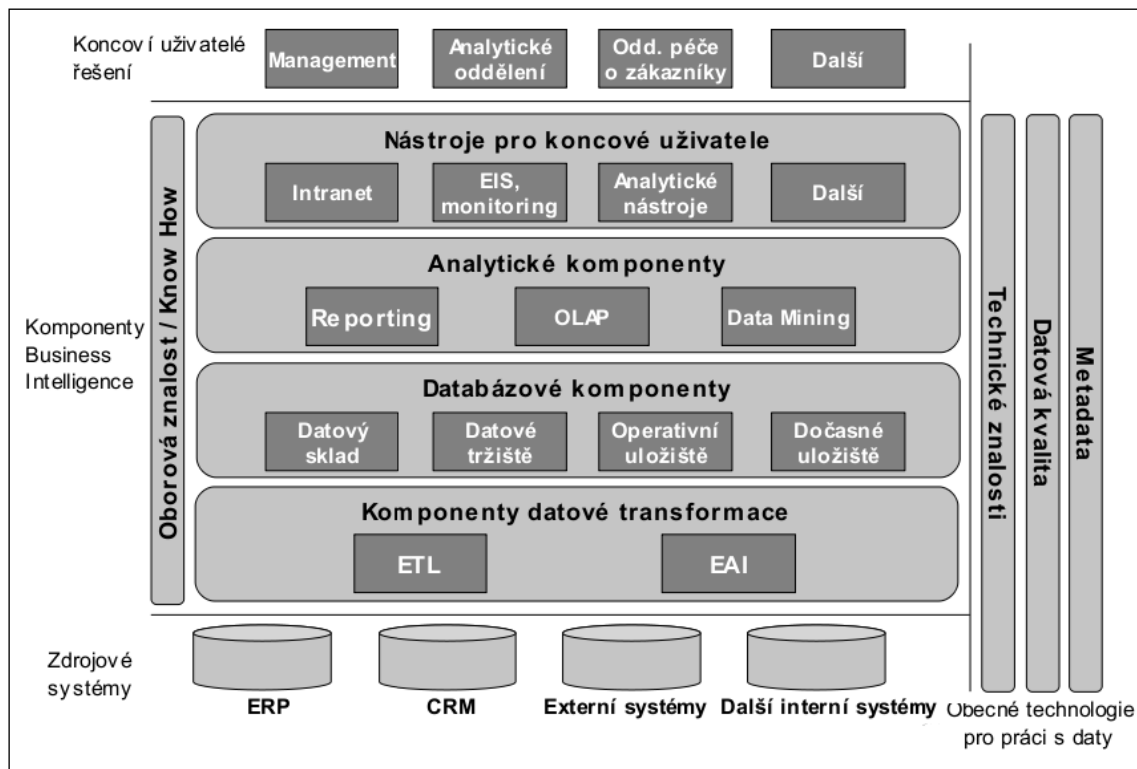 Koncoví uživatelé
řešení
Management
Analytické
oddělení
Odd. péče
o zákazníky
Další
Nástroje pro koncové uživatele
Intranet
EIS,
monitoring
Analytické
nástroje
Další
Analytické komponenty
Reporting
OLAP
Data Mining
Komponenty
Business
Intelligence
Oborová znalost / Know How
Databázové komponenty
Datový
sklad
Datové
tržiště
Operativní
uložiště
Dočasné
uložiště
Komponenty datové transformace
ETL
EAI
Technické znalosti
Datová kvalita
Metadata
Zdrojové
systémy
ERP
CRM
Externí systémy
Další interní systémy
Obecné technologie
pro práci s daty